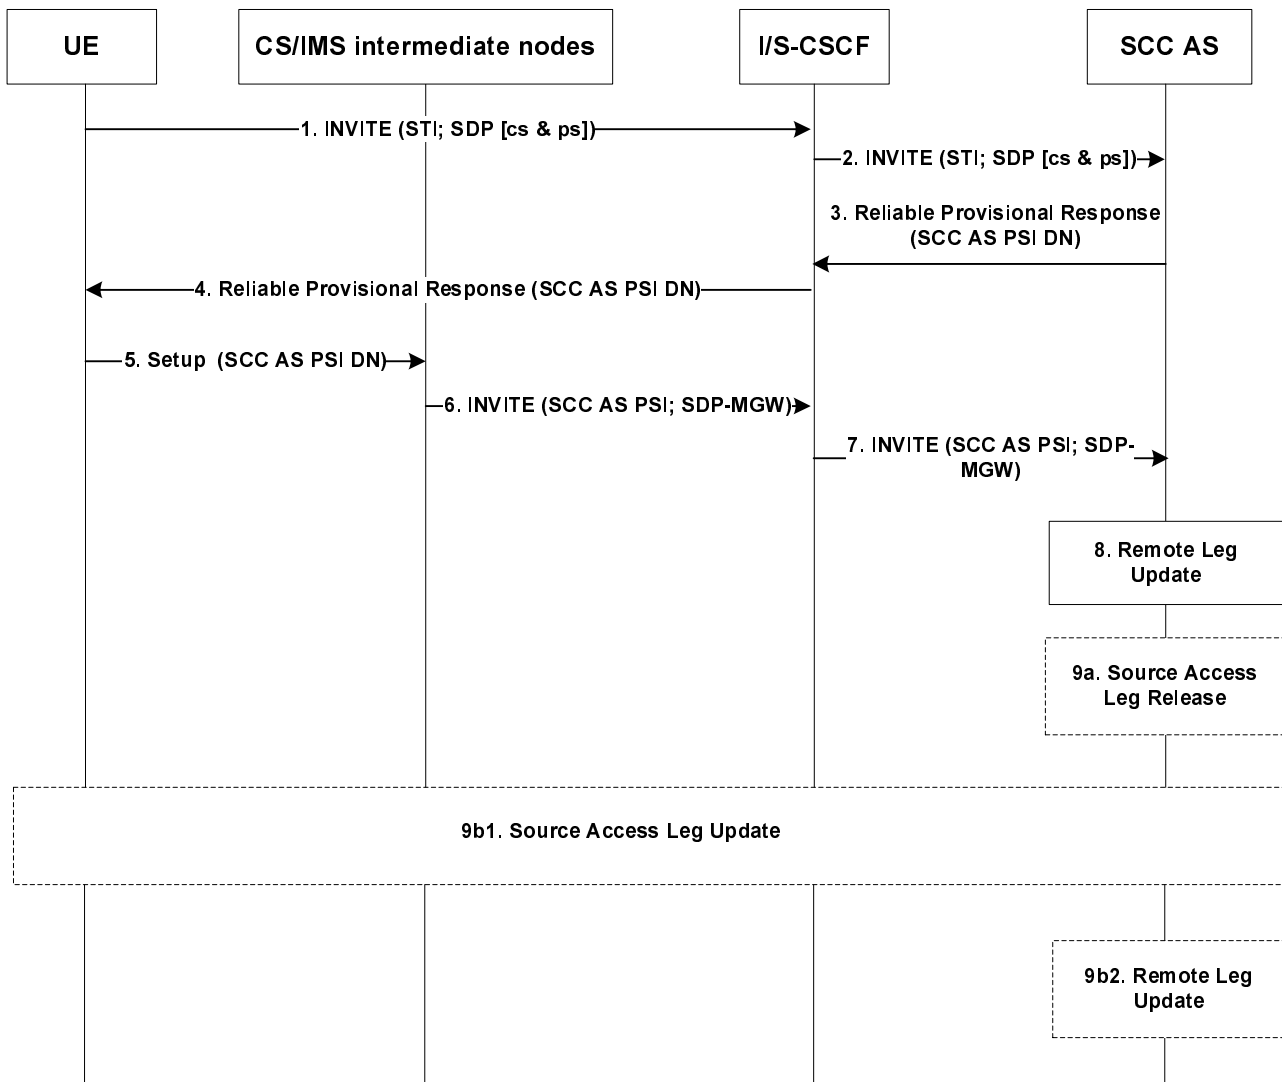 UE
CS/IMS intermediate nodes
I/S-CSCF
SCC AS
1. INVITE (STI; SDP [cs & ps])
2. INVITE (STI; SDP [cs & ps])
3. Reliable Provisional Response
(SCC AS PSI DN)
4. Reliable Provisional Response (SCC AS PSI DN)
5. Setup (SCC AS PSI DN)
6. INVITE (SCC AS PSI; SDP-MGW)
7. INVITE (SCC AS PSI; SDP-
MGW)
8. Remote Leg
Update
9a. Source Access
Leg Release
9b1. Source Access Leg Update
9b2. Remote Leg
Update